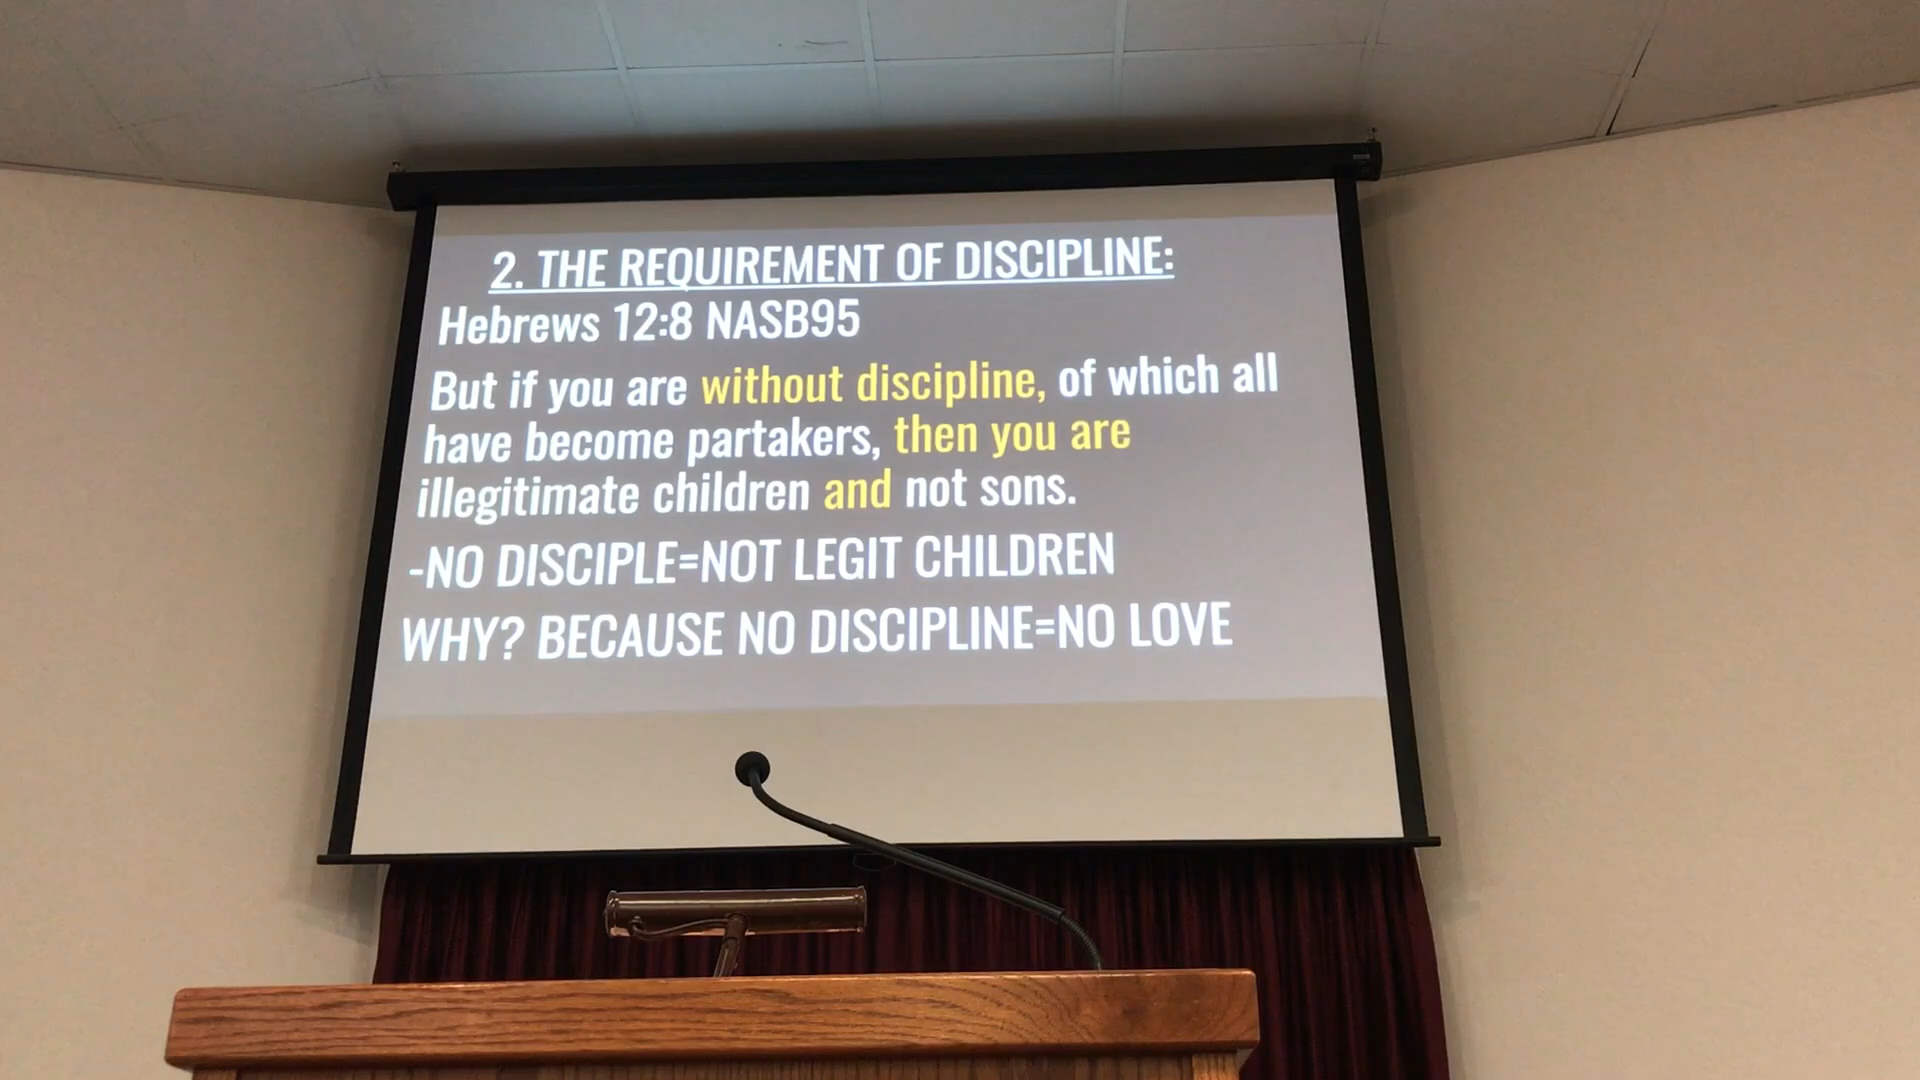 2. THE REQUIREMENT OF DISCIPLINE:
Hebrews 12:8 NASB95
But if you are without discipline, of which all
have become partakers, then you are
illegitimate children and not sons.
-NO DISCIPLE=NOT LEGIT CHILDREN
WHY? BECAUSE NO DISCIPLINE=NO LOVE